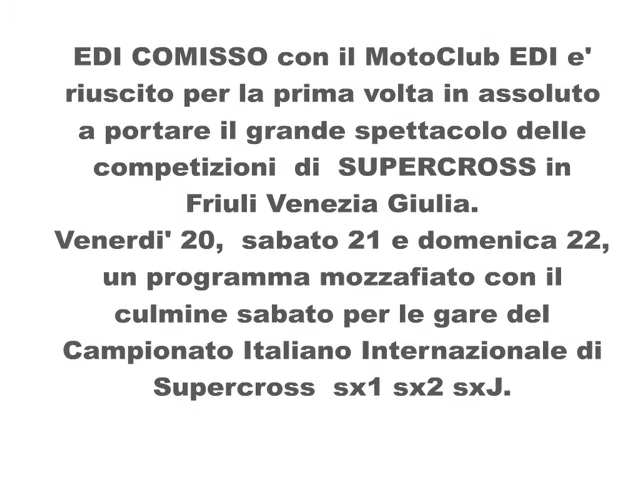 EDI COMISSO con il MotoClub EDI e'
riuscito per la prima volta in assoluto
a portare il grande spettacolo delle
competizioni  di  SUPERCROSS in
Friuli Venezia Giulia.
Venerdi' 20,  sabato 21 e domenica 22,
un programma mozzafiato con il
culmine sabato per le gare del
Campionato Italiano Internazionale di
Supercross  sx1 sx2 sxJ.